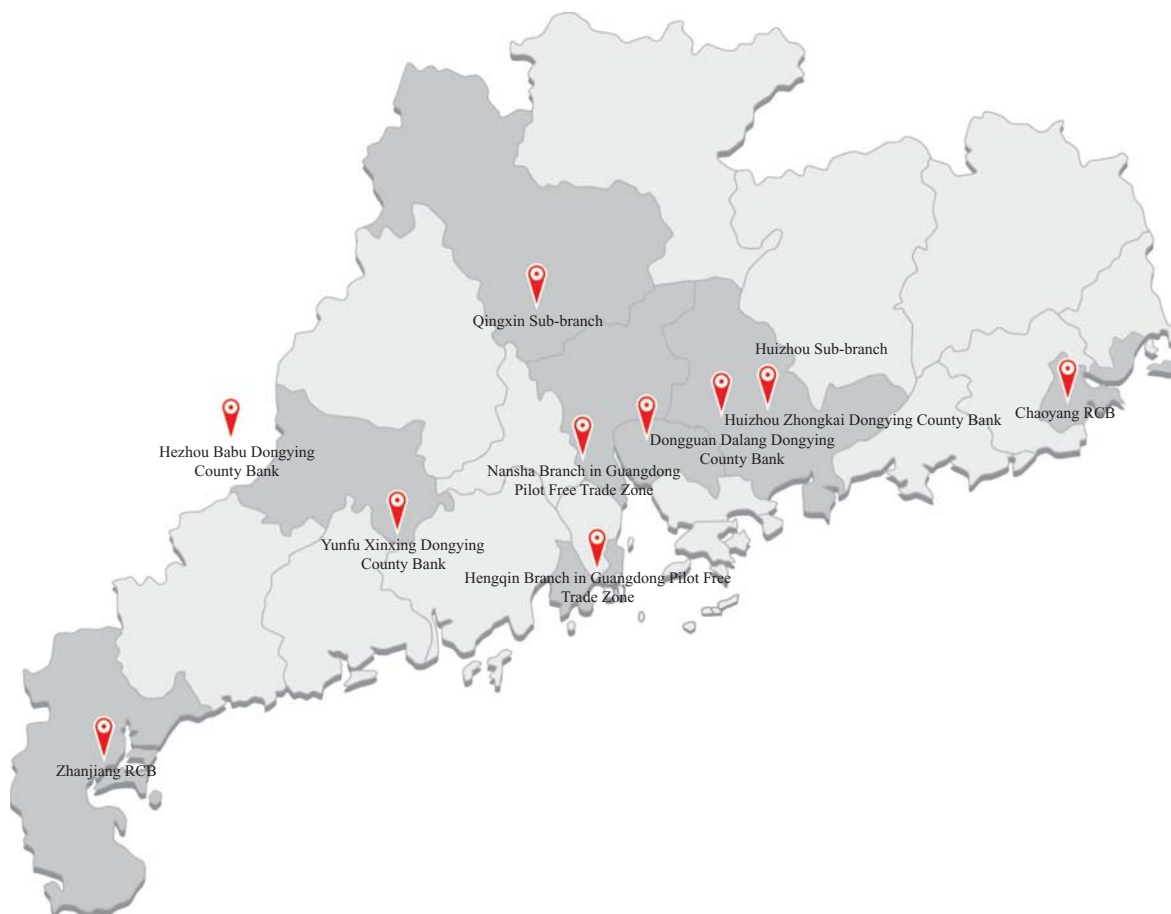 Qingxin Sub-branch
Huizhou Sub-branch
Huizhou Zhongkai Dongying County Bank
Chaoyang RCB
Dongguan Dalang Dongying
County Bank
Hezhou Babu Dongying
County Bank
Nansha Branch in Guangdong
Pilot Free Trade Zone
Yunfu Xinxing Dongying
County Bank
Hengqin Branch in Guangdong Pilot Free
Trade Zone
Zhanjiang RCB